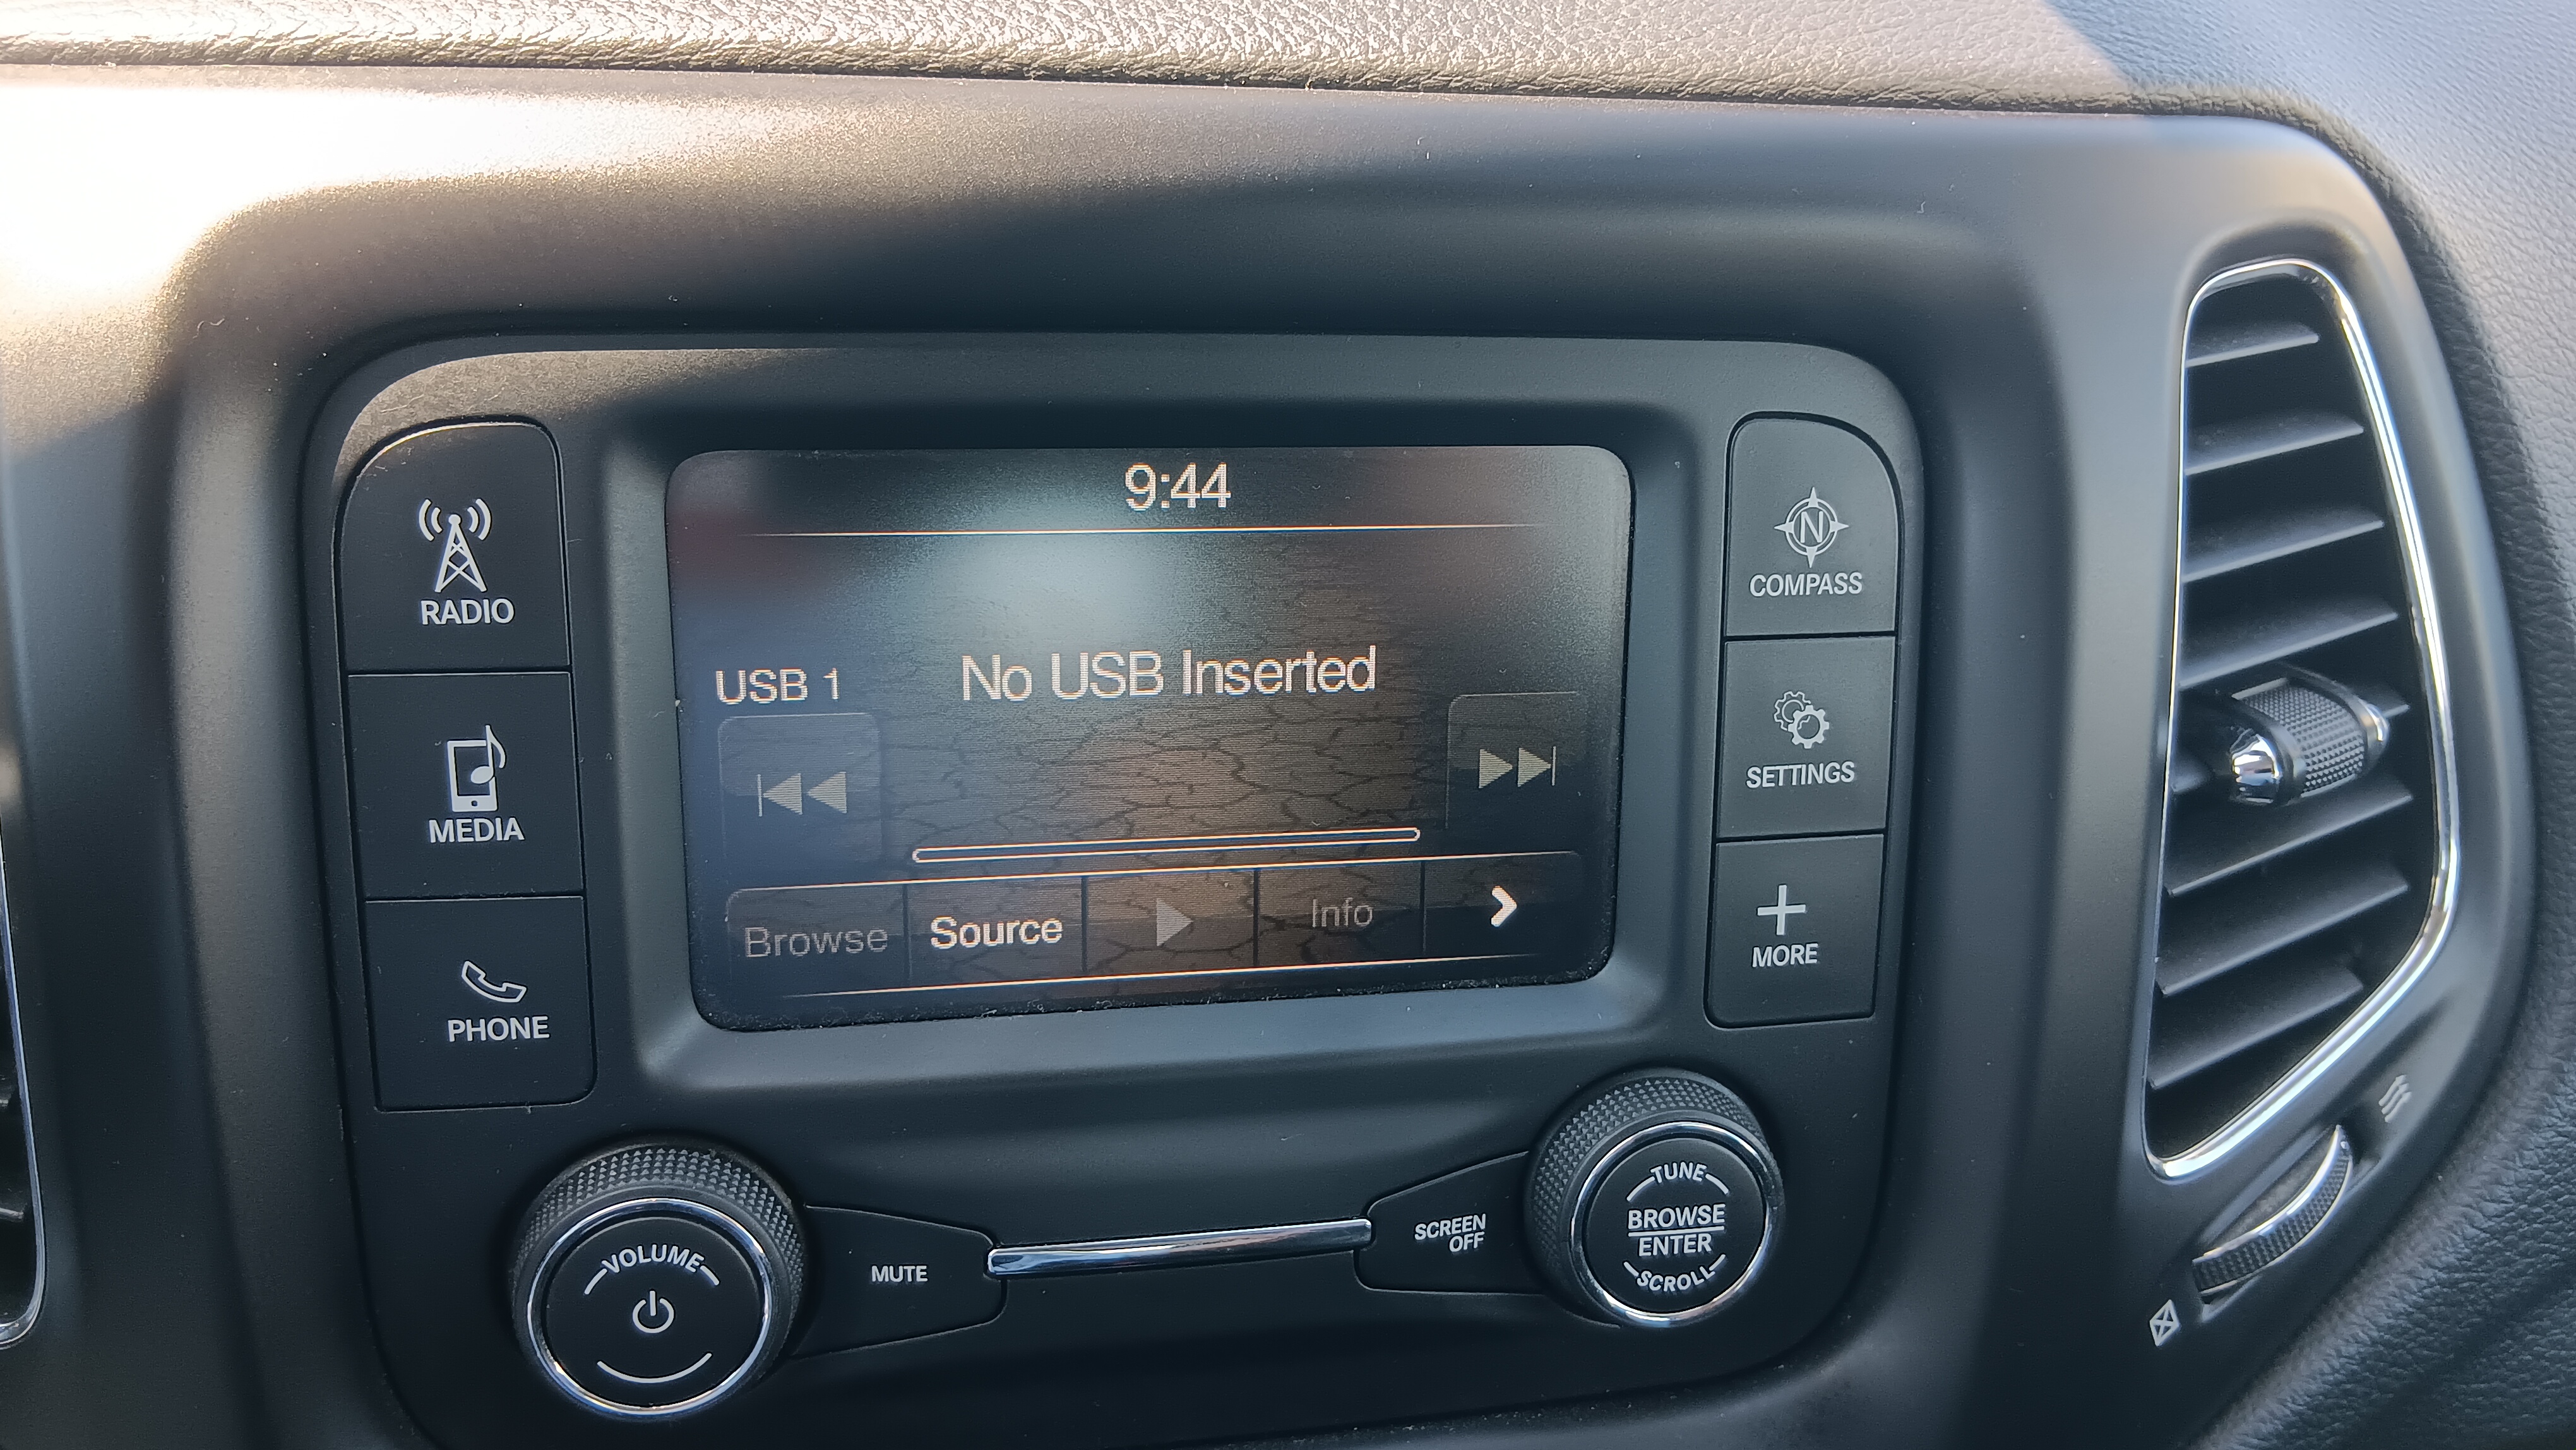 9:44
RADIO
COMPASS
USB 1
No USB Inserted
SETTINGS
MEDIA
Browse
Source
Info
MORE
PHONE
VOLUME
MUTE
SCREEN
OFF
TUNE
BROWSE
ENTER
SCROLL
N